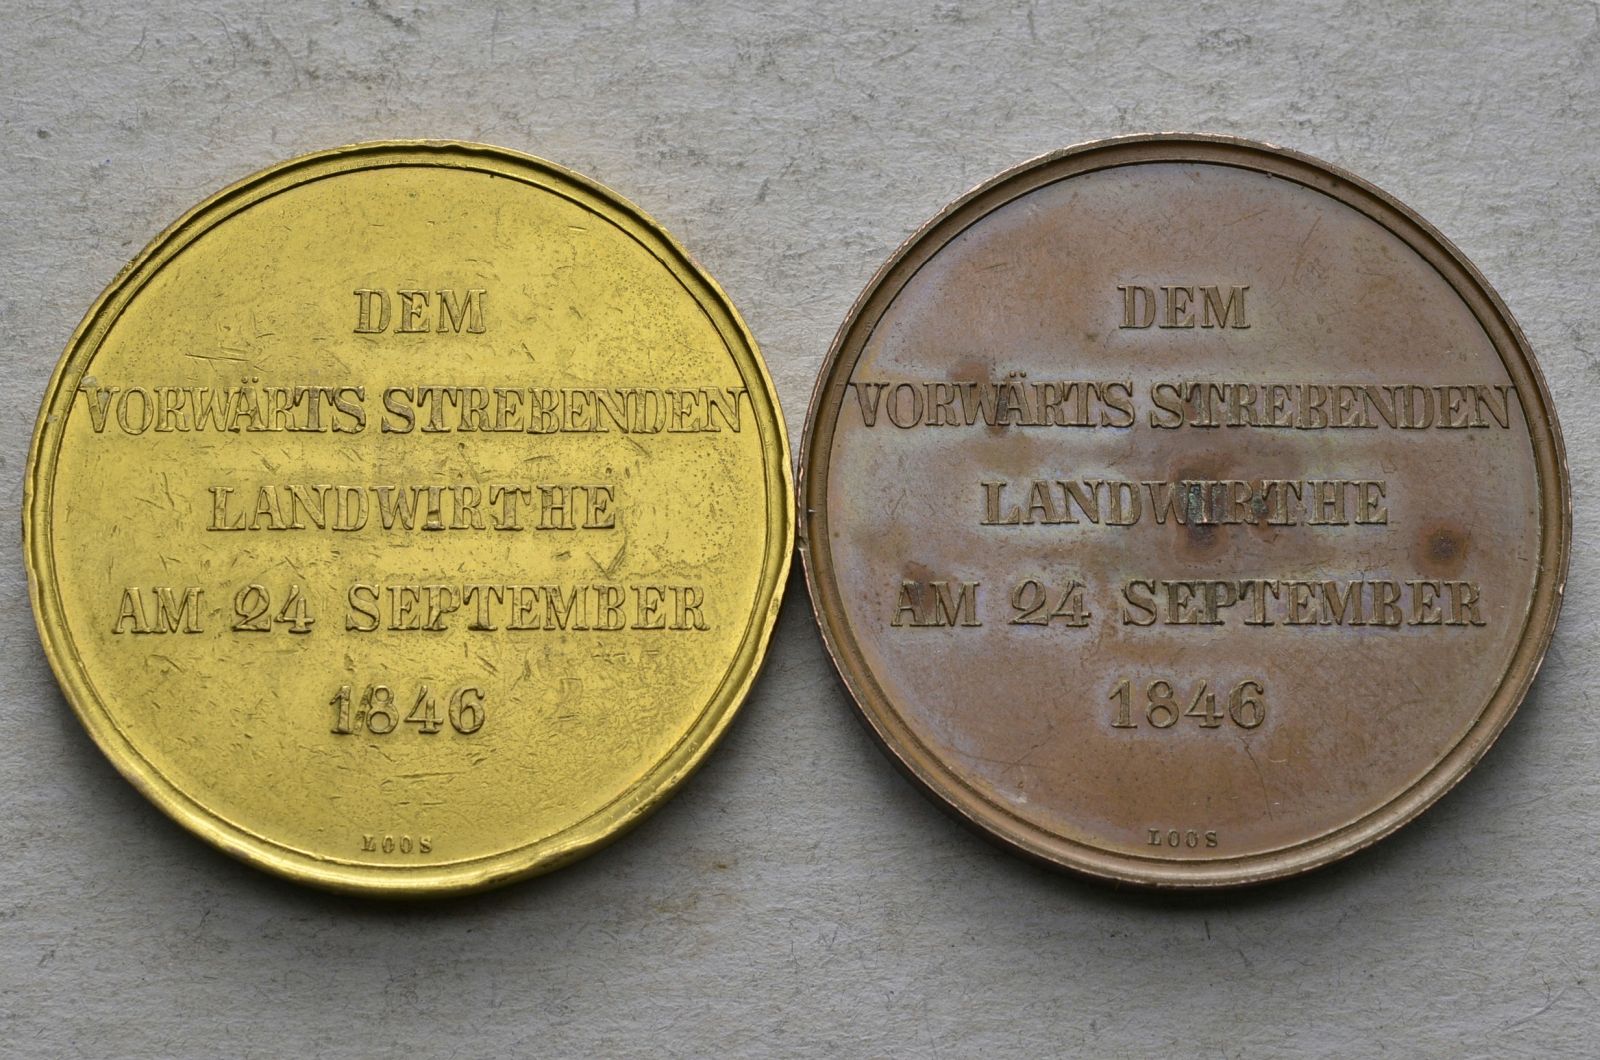 DEM
VORWÄRTS STREBENDEN
LANDWIRTHE
AM 24 SEPTEMBER
1846
LOOS
DEM
VORWÄRTS STREBENDEN
LANDWIRTHE
AM 24 SEPTEMBER
1846
LOOS